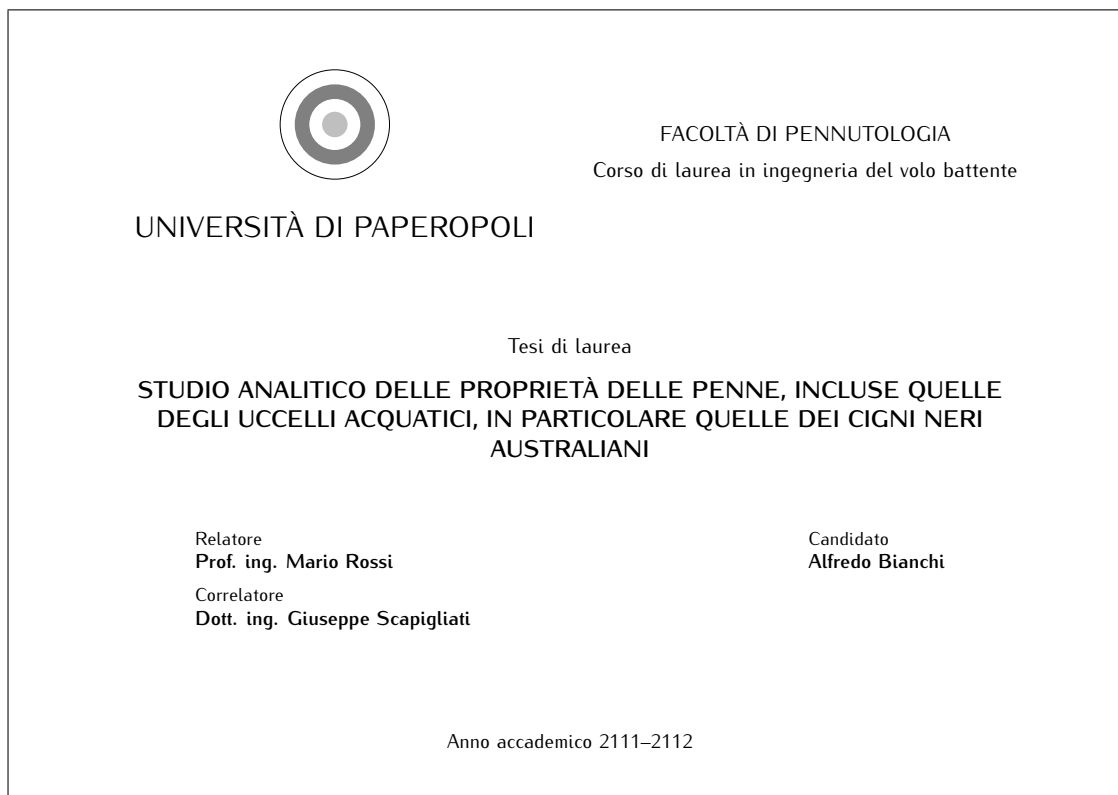 FACOLTÀ DI PENNUTOLOGIA
Corso di laurea in ingegneria del volo battente
UNIVERSITÀ DI PAPEROPOLI
Tesi di laurea
STUDIO ANALITICO DELLE PROPRIETÀ DELLE PENNE, INCLUSE QUELLE
DEGLI UCCELLI ACQUATICI, IN PARTICOLARE QUELLE DEI CIGNI NERI
AUSTRALIANI
Relatore
Prof. ing. Mario Rossi
Correlatore
Dott. ing. Giuseppe Scapigliati
Candidato
Alfredo Bianchi
Anno accademico 2111–2112